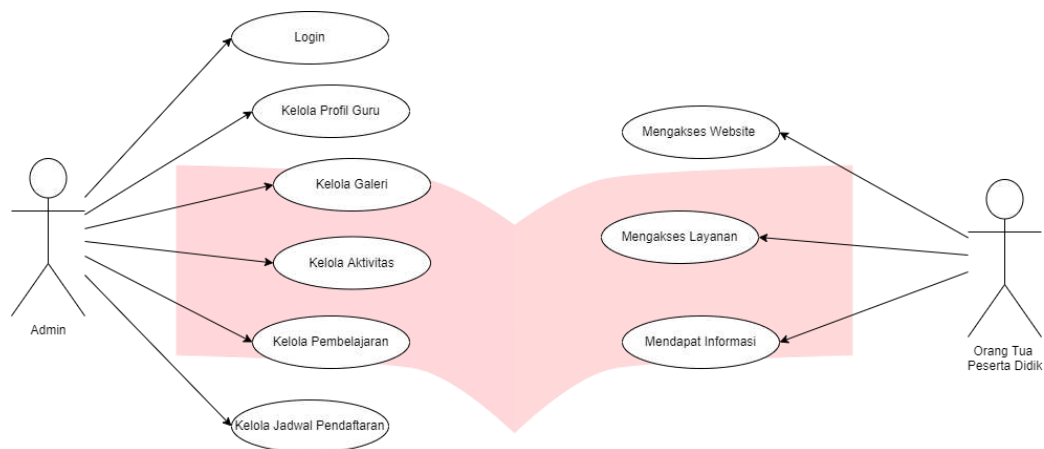 Login
Kelola Profil Guru
Mengakses Website
Kelola Galeri
Mengakses Layanan
Kelola Aktivitas
Admin
Kelola Pembelajaran
Mendapat Informasi
Orang Tua
Peserta Didik
Kelola Jadwal Pendaftaran